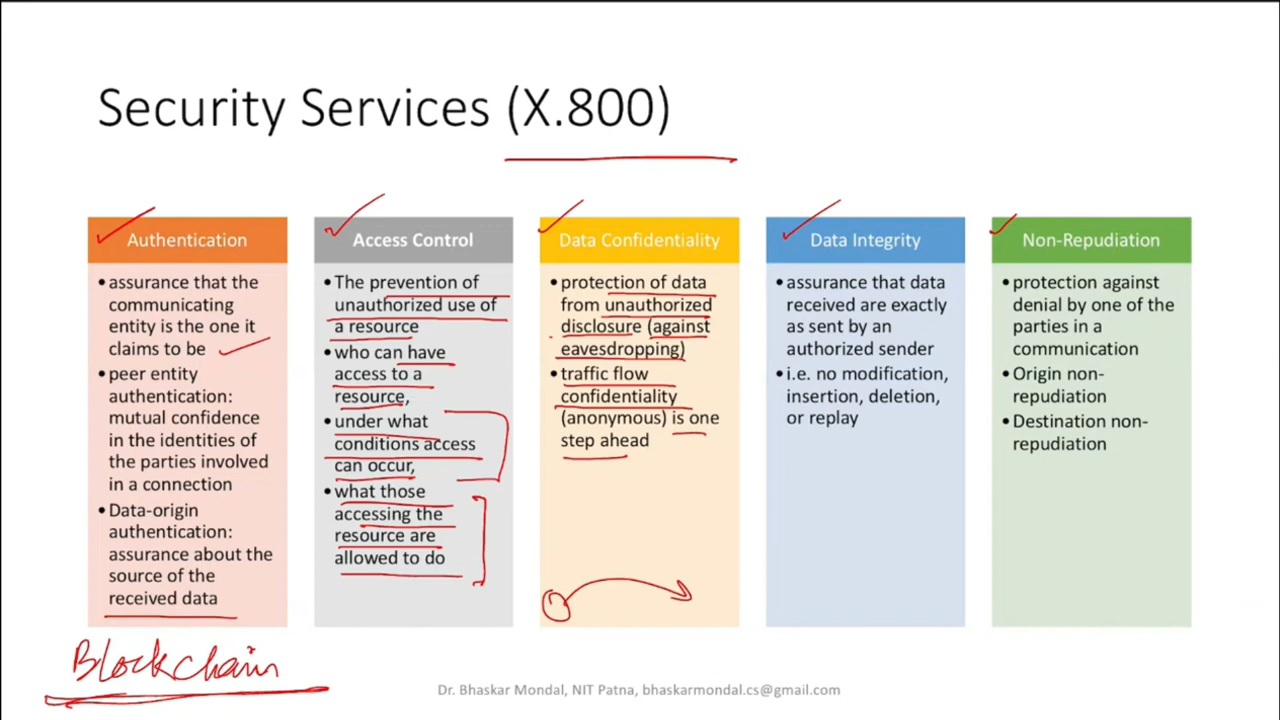 Security Services (X.800)
Authentication
• assurance that the
communicating
entity is the one it
claims to be
• peer entity
authentication:
mutual confidence
in the identities of
the parties involved
in a connection
• Data-origin
authentication:
assurance about the
source of the
received data
Access Control
• The prevention of
unauthorized use of
a resource
• who can have
access to a
resource,
• under what
conditions access
can occur,
• what those
accessing the
resource are
allowed to do
Data Confidentiality
• protection of data
from unauthorized
disclosure (against
eavesdropping)
• traffic flow
confidentiality
(anonymous) is one
step ahead
Data Integrity
• assurance that data
received are exactly
as sent by an
authorized sender
• i.e. no modification,
insertion, deletion,
or replay
Non-Repudiation
• protection against
denial by one of the
parties in a
communication
• Origin non-
repudiation
• Destination non-
repudiation
Blockchain
Dr. Bhaskar Mondal, NIT Patna, bhaskarmondal.cs@gmail.com